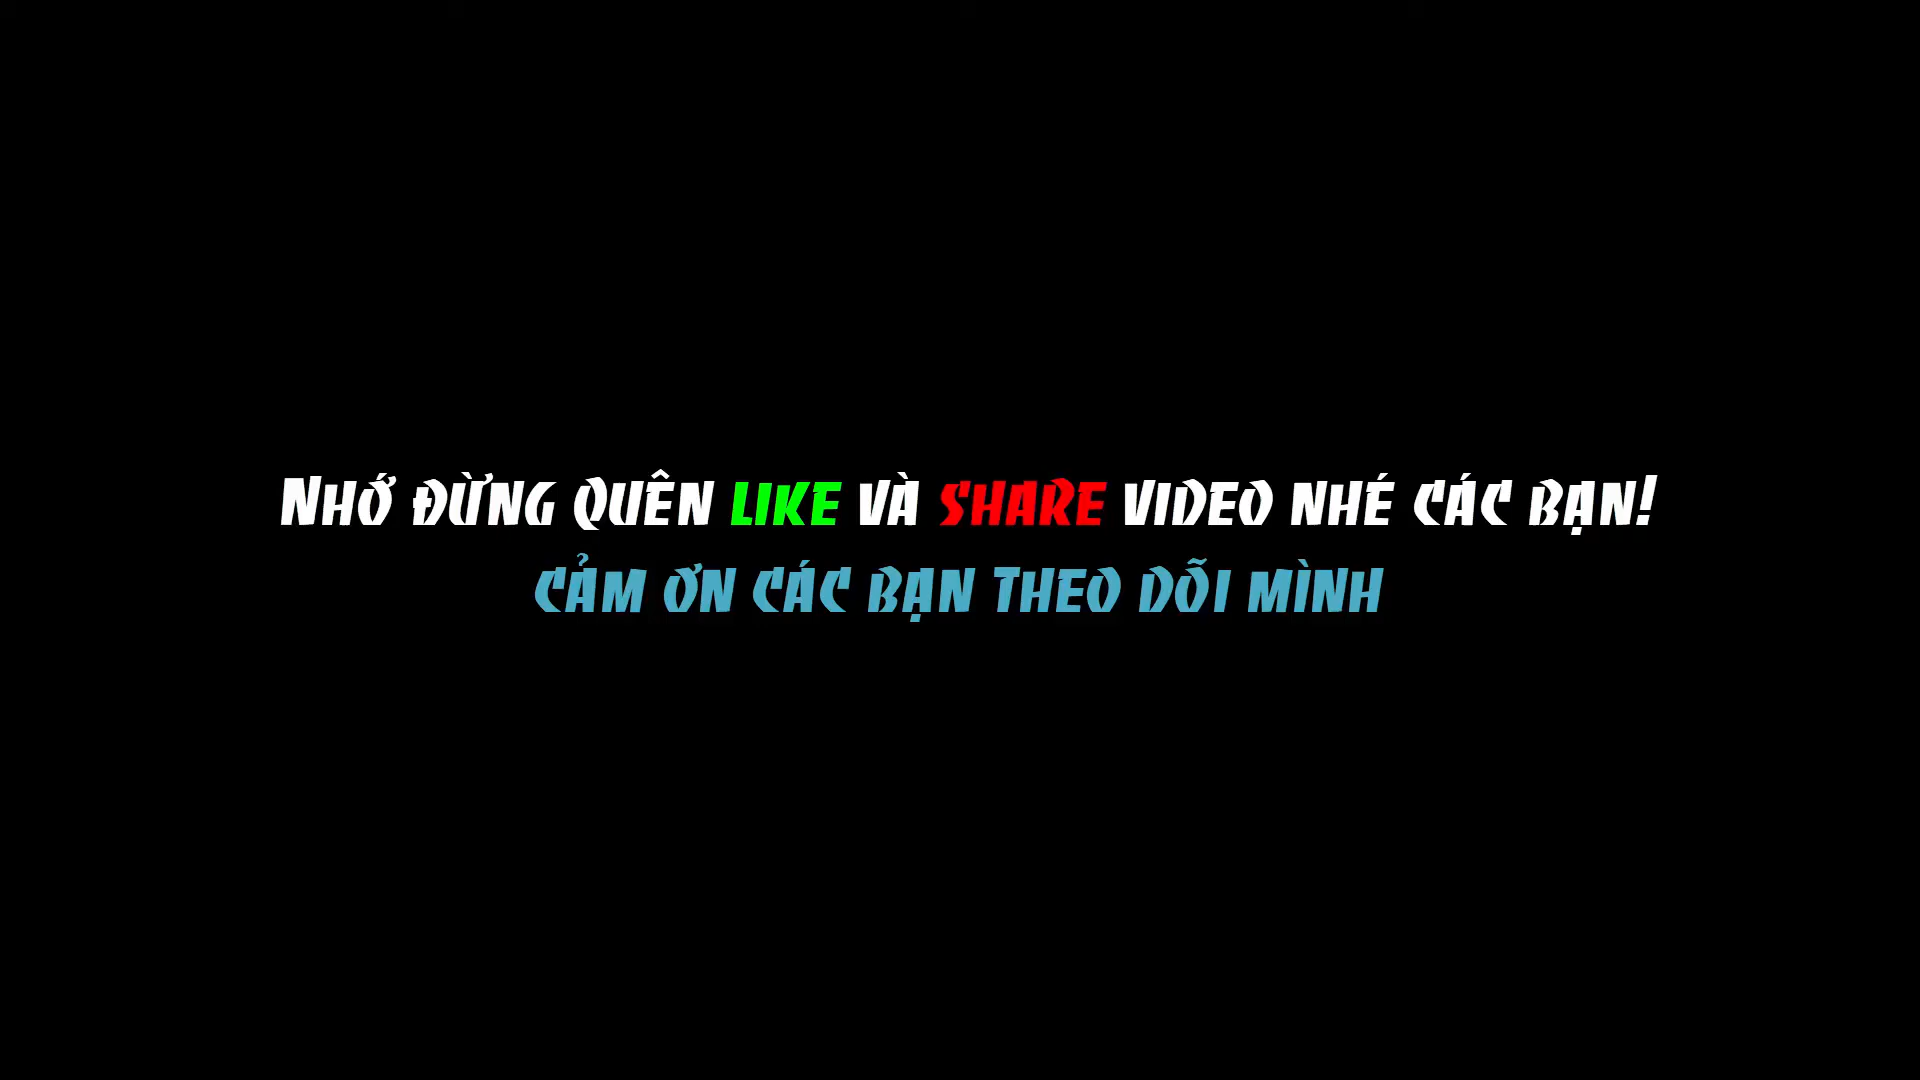 Nhớ đừng quên like và share video nhé các bạn!
cảm ơn các bạn theo dõi mình